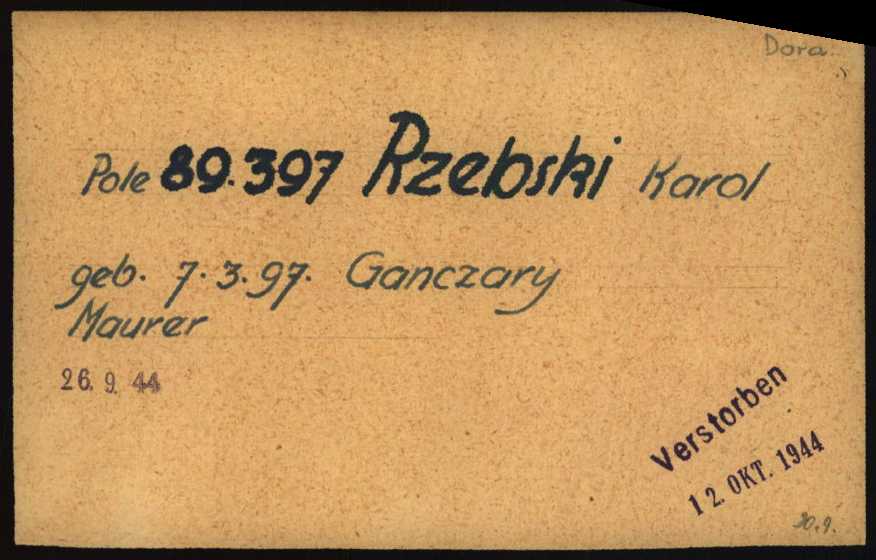 Dora
Pole 89.397 Rzebski Karol
geb. 7.3.97. Ganczary
Maurer
26. 9. 44
Verstorben
12. OKT. 1944
30.9.